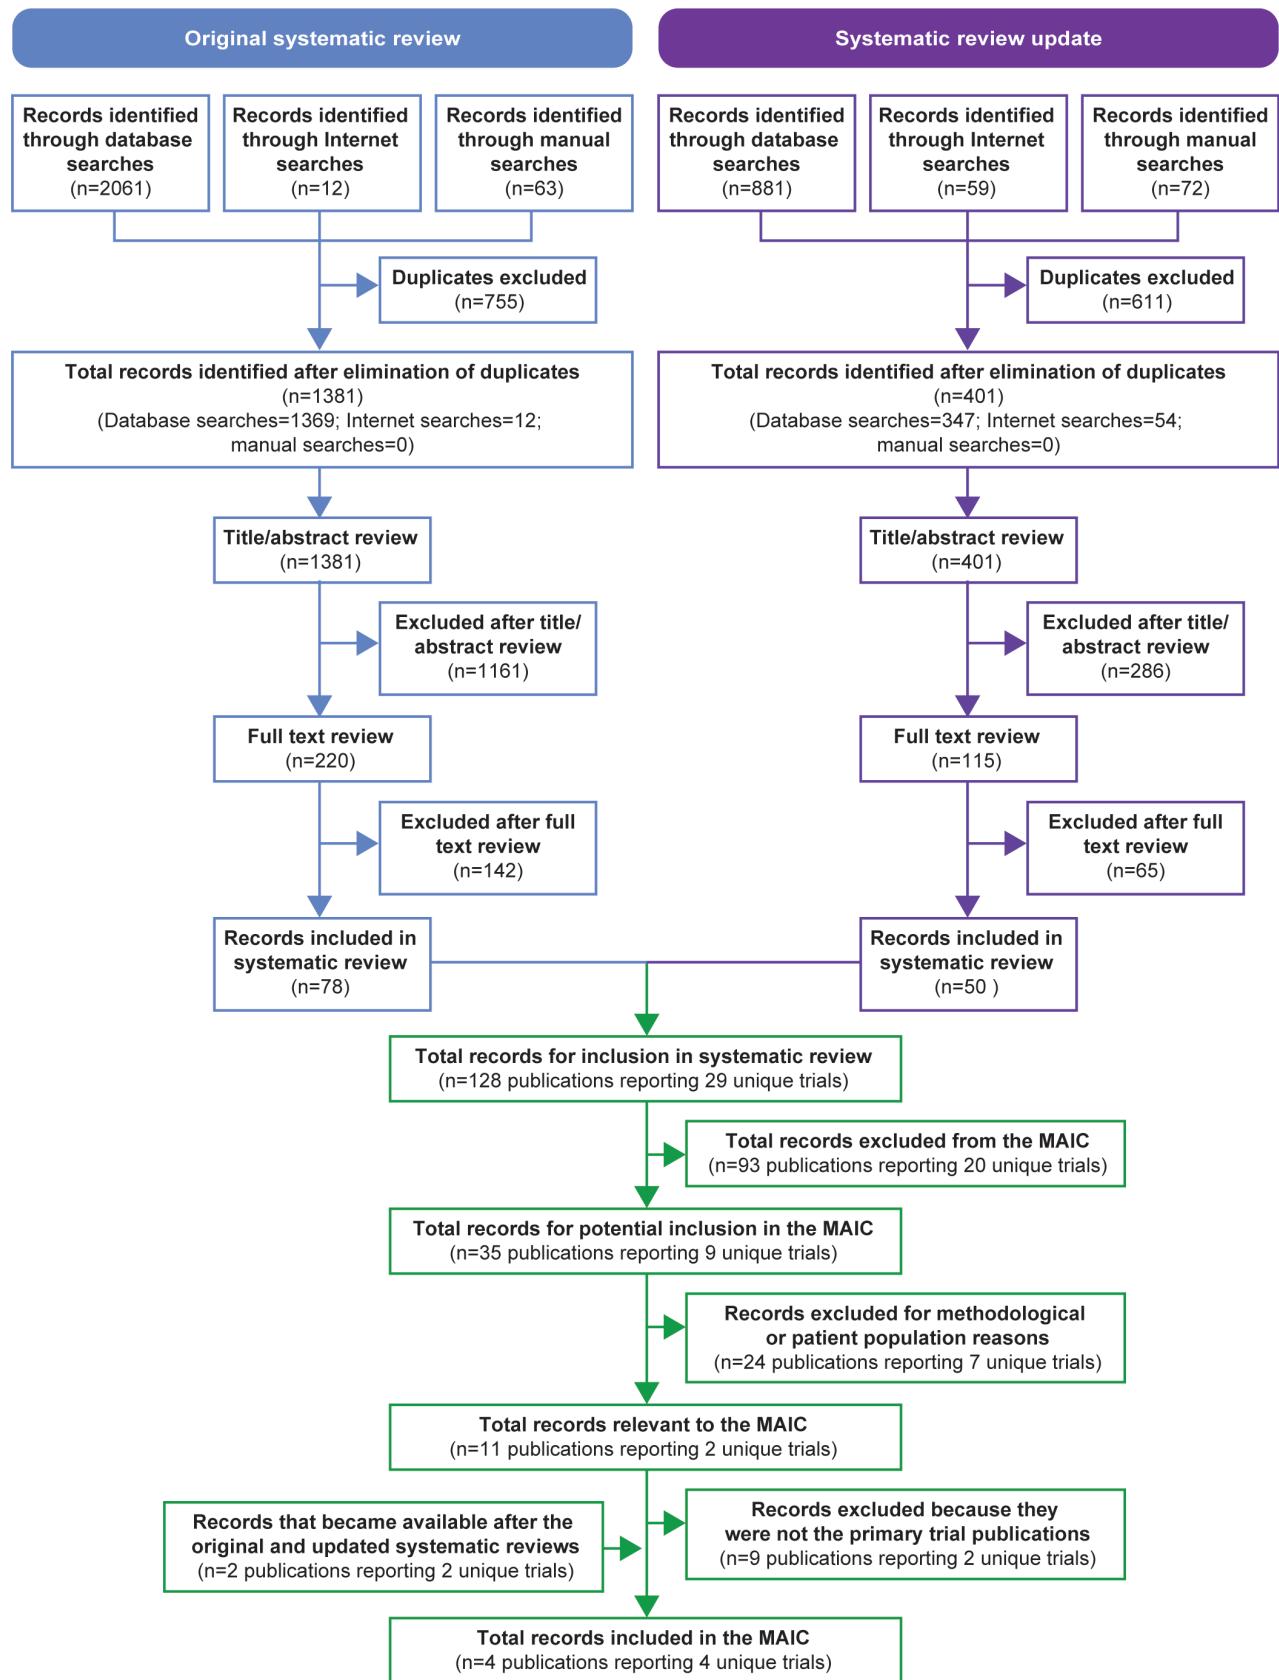 Original systematic review
Systematic review update
Records identified
through database
searches
(n=2061)
Records identified
through Internet
searches
(n=12)
Records identified
through manual
searches
(n=63)
Records identified
through database
searches
(n=881)
Records identified
through Internet
searches
(n=59)
Records identified
through manual
searches
(n=72)
Duplicates excluded
(n=755)
Duplicates excluded
(n=611)
Total records identified after elimination of duplicates
(n=1381)
(Database searches=1369; Internet searches=12;
manual searches=0)
Total records identified after elimination of duplicates
(n=401)
(Database searches=347; Internet searches=54;
manual searches=0)
Title/abstract review
(n=1381)
Title/abstract review
(n=401)
Excluded after title/
abstract review
(n=1161)
Excluded after title/
abstract review
(n=286)
Full text review
(n=220)
Full text review
(n=115)
Excluded after full
text review
(n=142)
Excluded after full
text review
(n=65)
Records included in
systematic review
(n=78)
Records included in
systematic review
(n=50 )
Total records for inclusion in systematic review
(n=128 publications reporting 29 unique trials)
Total records excluded from the MAIC
(n=93 publications reporting 20 unique trials)
Total records for potential inclusion in the MAIC
(n=35 publications reporting 9 unique trials)
Records excluded for methodological
or patient population reasons
(n=24 publications reporting 7 unique trials)
Total records relevant to the MAIC
(n=11 publications reporting 2 unique trials)
Records that became available after the
original and updated systematic reviews
(n=2 publications reporting 2 unique trials)
Records excluded because they
were not the primary trial publications
(n=9 publications reporting 2 unique trials)
Total records included in the MAIC
(n=4 publications reporting 4 unique trials)